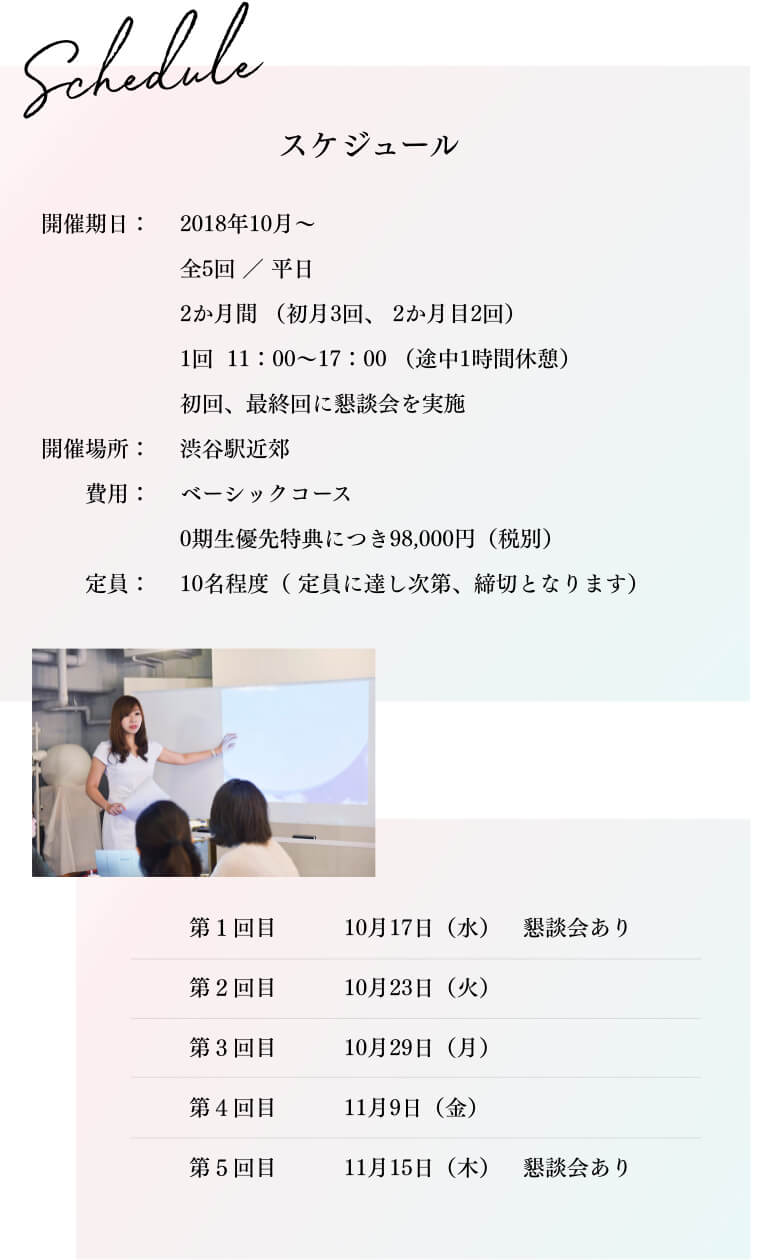 Schedule
スケジュール
開催期日： 2018年10月～
全5回 ／ 平日
2か月間 （初月3回、 2か月目2回）
1回 11：00～17：00 （途中1時間休憩）
初回、最終回に懇談会を実施
開催場所： 渋谷駅近郊
費用： ベーシックコース
0期生優先特典につき98,000円（税別）
定員： 10名程度（ 定員に達し次第、締切となります）
第１回目 10月17日（水） 懇談会あり
第２回目 10月23日（火）
第３回目 10月29日（月）
第４回目 11月9日（金）
第５回目 11月15日（木） 懇談会あり